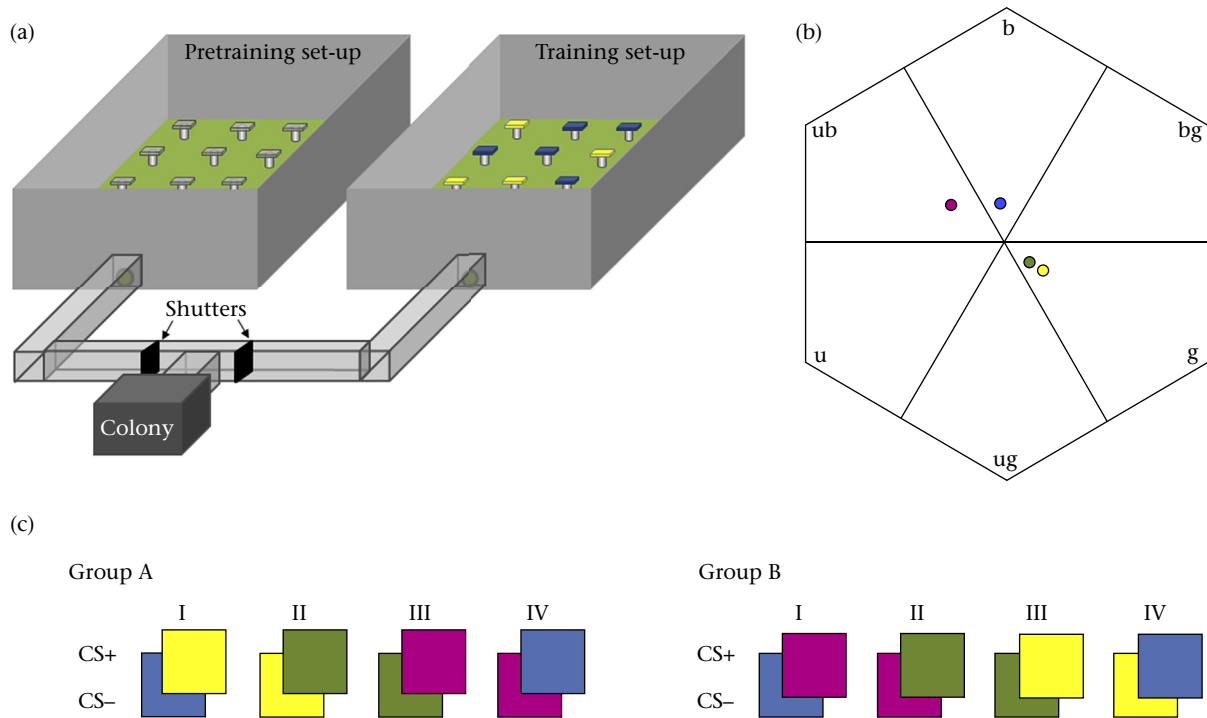 (a)
Pretraining set-up
Training set-up
Shutters
Colony
(b)
b
ub
bg
u
g
ug
(c)
Group A
I II III IV
CS+
CS–
Group B
I II III IV
CS+
CS–